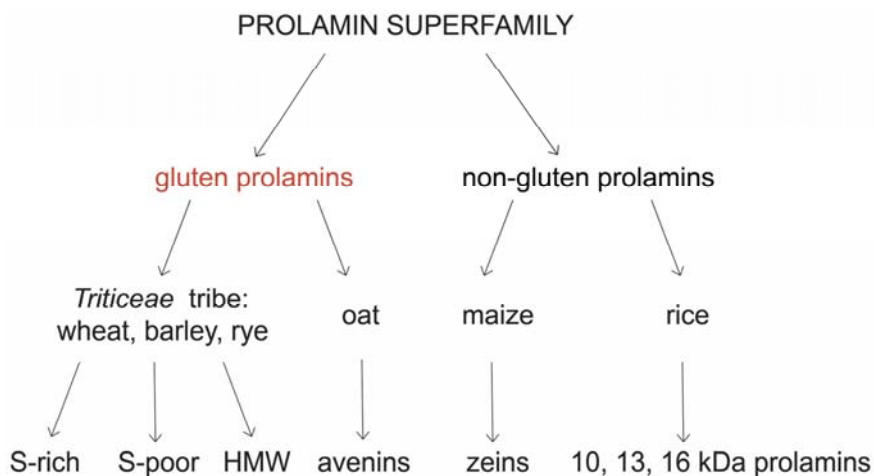 PROLAMIN SUPERFAMILY
gluten prolamins
non-gluten prolamins
Triticeae tribe:
wheat, barley, rye
oat
maize
rice
S-rich
S-poor
HMW
avenins
zeins
10, 13, 16 kDa prolamins